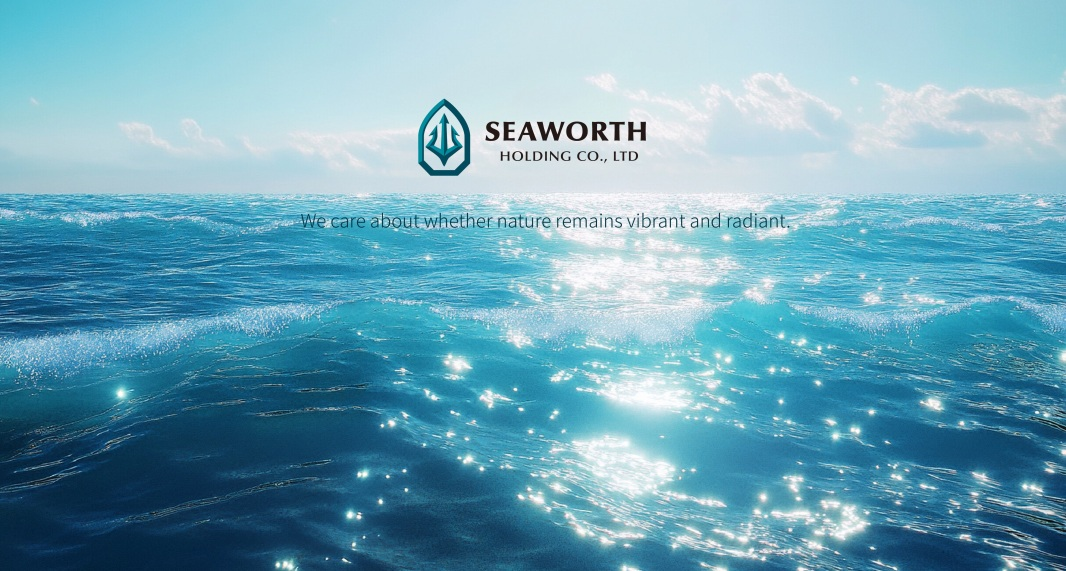 SEAWORTH
HOLDING CO., LTD
We care about whether nature remains vibrant and radiant.